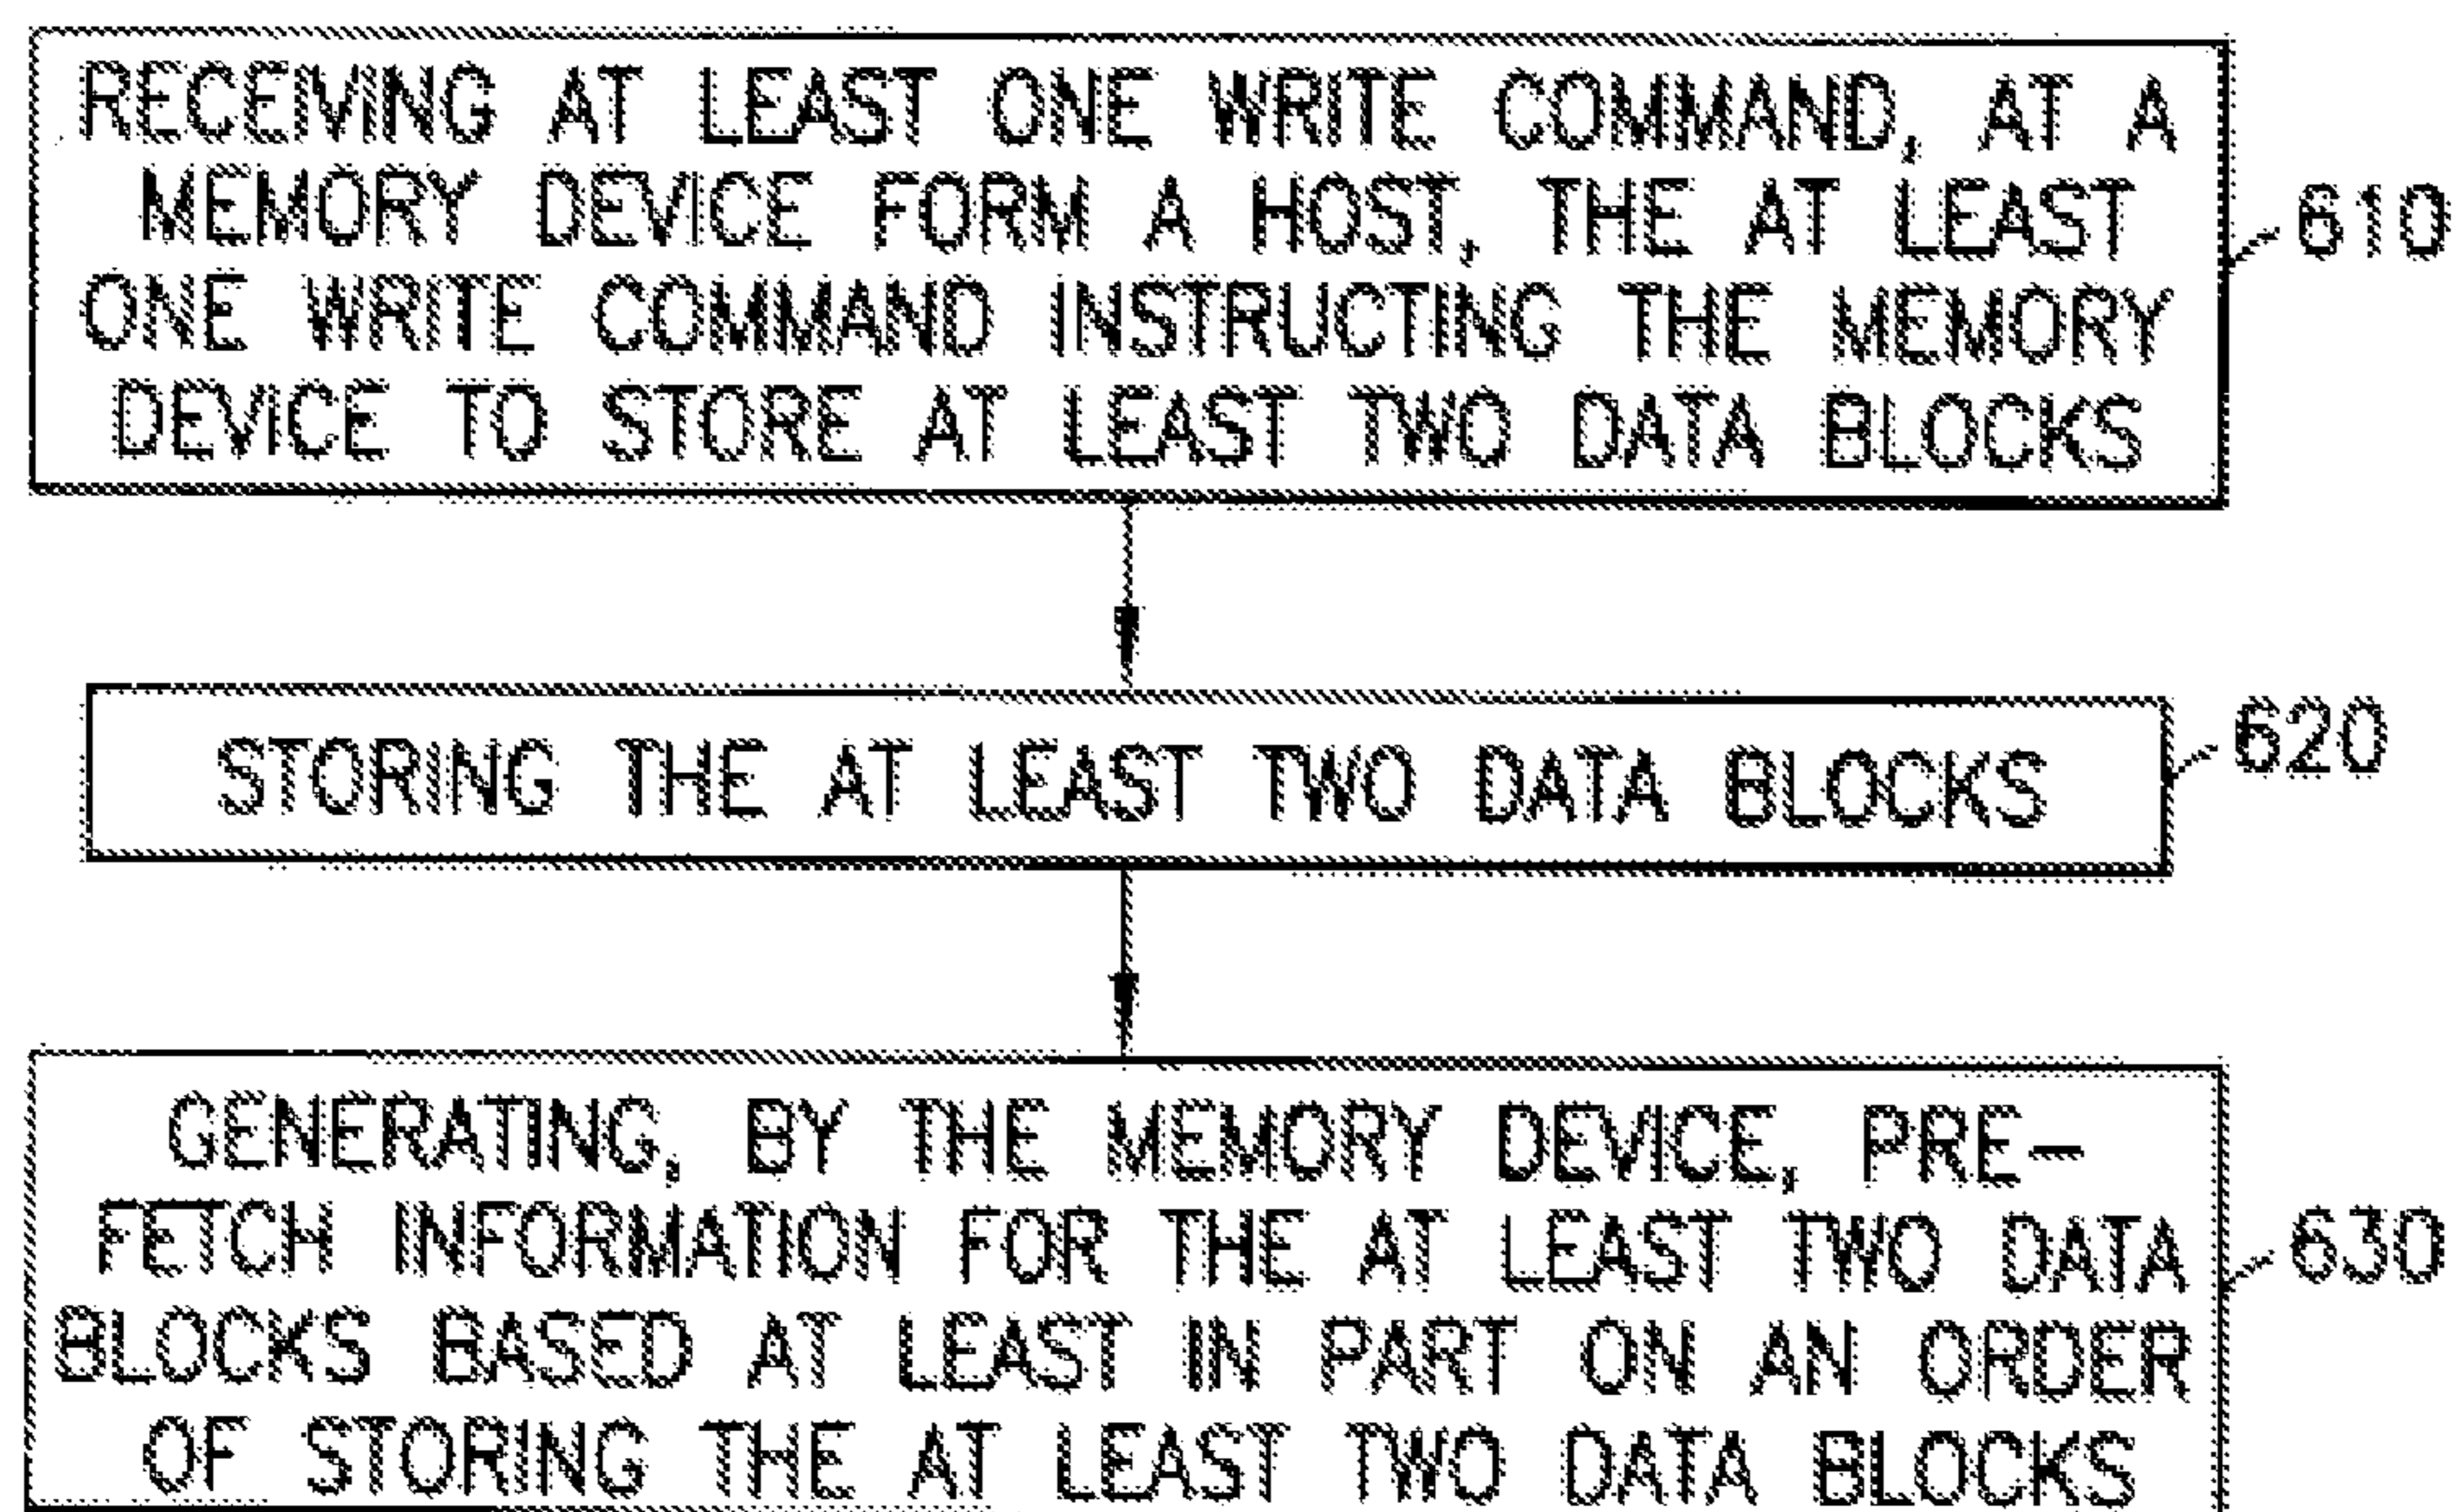 RECEIVING AT LEAST ONE WRITE COMMAND, AT A
MEMORY DEVICE FORM A HOST, THE AT LEAST
ONE WRITE COMMAND INSTRUCTING THE MEMORY
DEVICE TO STORE AT LEAST TWO DATA BLOCKS
610
STORING THE AT LEAST TWO DATA BLOCKS
620
GENERATING, BY THE MEMORY DEVICE, PRE-
FETCH INFORMATION FOR THE AT LEAST TWO DATA
BLOCKS BASED AT LEAST IN PART ON AN ORDER
OF STORING THE AT LEAST TWO DATA BLOCKS
630